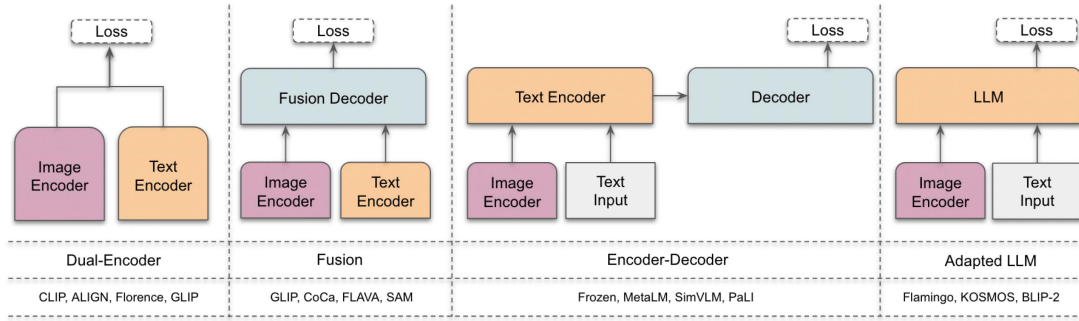 Loss
Image
Encoder
Text
Encoder
Dual-Encoder
CLIP, ALIGN, Florence, GLIP
Loss
Fusion Decoder
Image
Encoder
Text
Encoder
Fusion
GLIP, CoCa, FLAVA, SAM
Loss
Text Encoder
Decoder
Image
Encoder
Text
Input
Encoder-Decoder
Frozen, MetaLM, SimVLM, PaLI
Loss
LLM
Image
Encoder
Text
Input
Adapted LLM
Flamingo, KOSMOS, BLIP-2